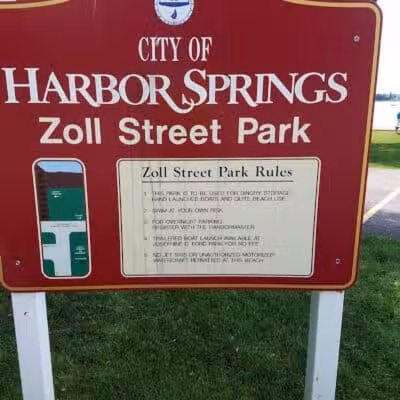 CITY OF
HARBOR SPRINGS
Zoll Street Park
Zoll Street Park Rules
1. THIS PARK IS TO BE USED FOR DINGHY STORAGE
HAND LAUNCHED BOATS AND QUIET BEACH USE
2. SWIM AT YOUR OWN RISK
3. FOR OVERNIGHT PARKING
REGISTER WITH THE HARBORMASTER
4. TRAILERED BOAT LAUNCH AVAILABLE AT
JOSEPHINE E. FORD PARK FOR NO FEE
5. NO JET SKIS OR UNAUTHORIZED MOTORIZED
WATERCRAFT PERMITTED AT THIS BEACH